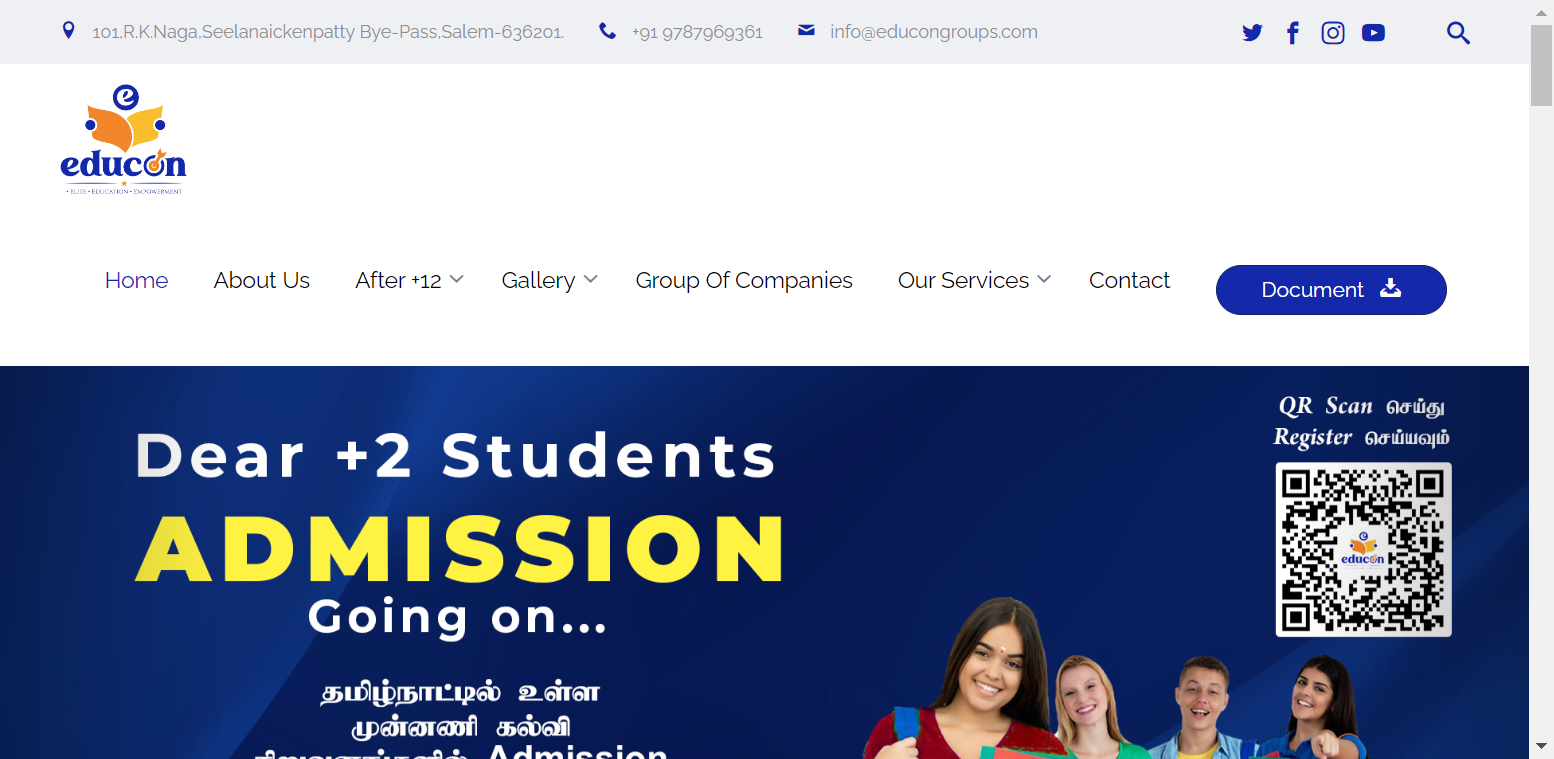 101,R.K.Naga,Seelanaickenpatty Bye-Pass,Salem-636201. +91 9787969361 info@educongroups.com
e
educon
• ELITE • EDUCATION • EMPOWERMENT
Home About Us After +12 Gallery Group Of Companies Our Services Contact Document
QR Scan செய்து
Register செய்யவும்
educon
Dear +2 Students
ADMISSION
Going on...
தமிழ்நாட்டில் உள்ள
முன்னணி கல்வி
நிறுவனங்களில் Admission